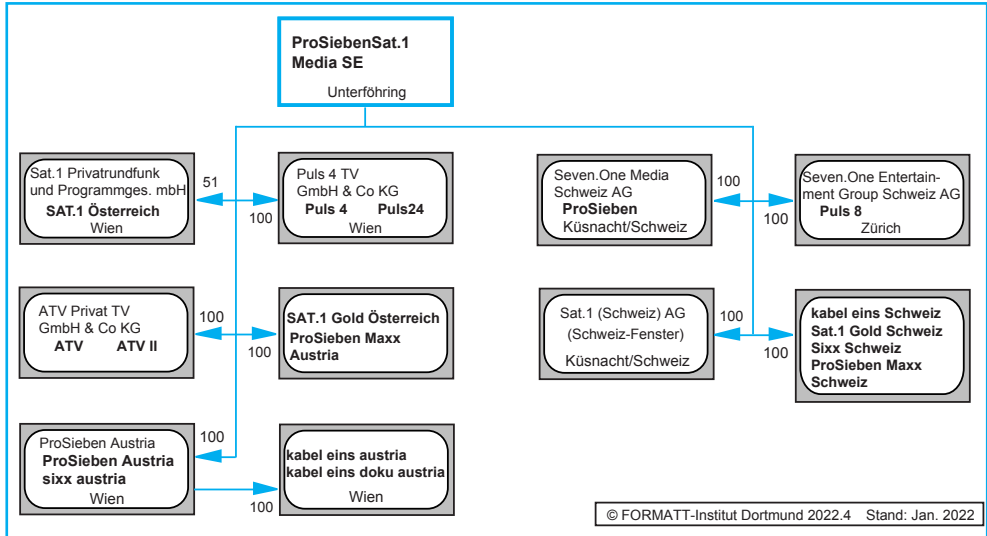 ProSiebenSat.1
Media SE
Unterföhring
Sat.1 Privatrundfunk
und Programmges. mbH
SAT.1 Österreich
Wien
51
100
Puls 4 TV
GmbH & Co KG
Puls 4 Puls24
Wien
Seven.One Media
Schweiz AG
ProSieben
Küsnacht/Schweiz
100
100
Seven.One Entertain-
ment Group Schweiz AG
Puls 8
Zürich
ATV Privat TV
GmbH & Co KG
ATV ATV II
100
100
SAT.1 Gold Österreich
ProSieben Maxx
Austria
Sat.1 (Schweiz) AG
(Schweiz-Fenster)
Küsnacht/Schweiz
100
100
kabel eins Schweiz
Sat.1 Gold Schweiz
Sixx Schweiz
ProSieben Maxx
Schweiz
ProSieben Austria
ProSieben Austria
sixx austria
Wien
100
100
kabel eins austria
kabel eins doku austria
Wien
© FORMATT-Institut Dortmund 2022.4 Stand: Jan. 2022